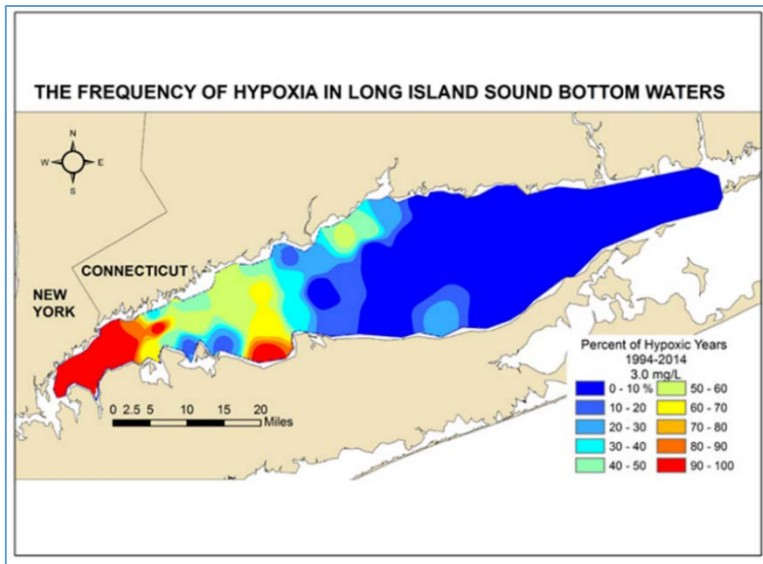 THE FREQUENCY OF HYPOXIA IN LONG ISLAND SOUND BOTTOM WATERS
N
W E
S
CONNECTICUT
NEW
YORK
0 2.5 5 10 15 20
Miles
Percent of Hypoxic Years
1994-2014
3.0 mg/L
0 - 10 % 50 - 60
10 - 20 60 - 70
20 - 30 70 - 80
30 - 40 80 - 90
40 - 50 90 - 100